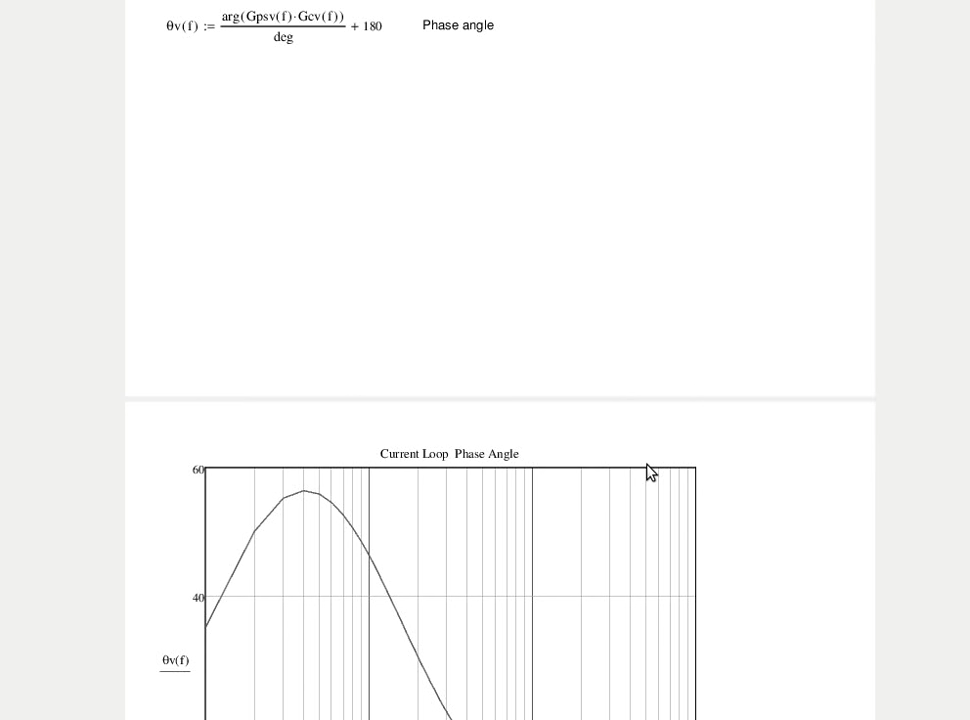 θv(f) := arg(Gpsv(f)·Gcv(f)) / deg + 180 Phase angle
Current Loop Phase Angle
60
40
θv(f)